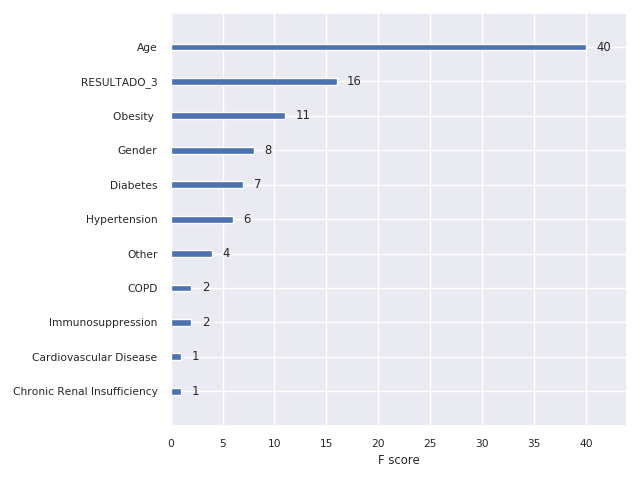 Age 40
RESULTADO_3 16
Obesity 11
Gender 8
Diabetes 7
Hypertension 6
Other 4
COPD 2
Immunosuppression 2
Cardiovascular Disease 1
Chronic Renal Insufficiency 1
0 5 10 15 20 25 30 35 40
F score